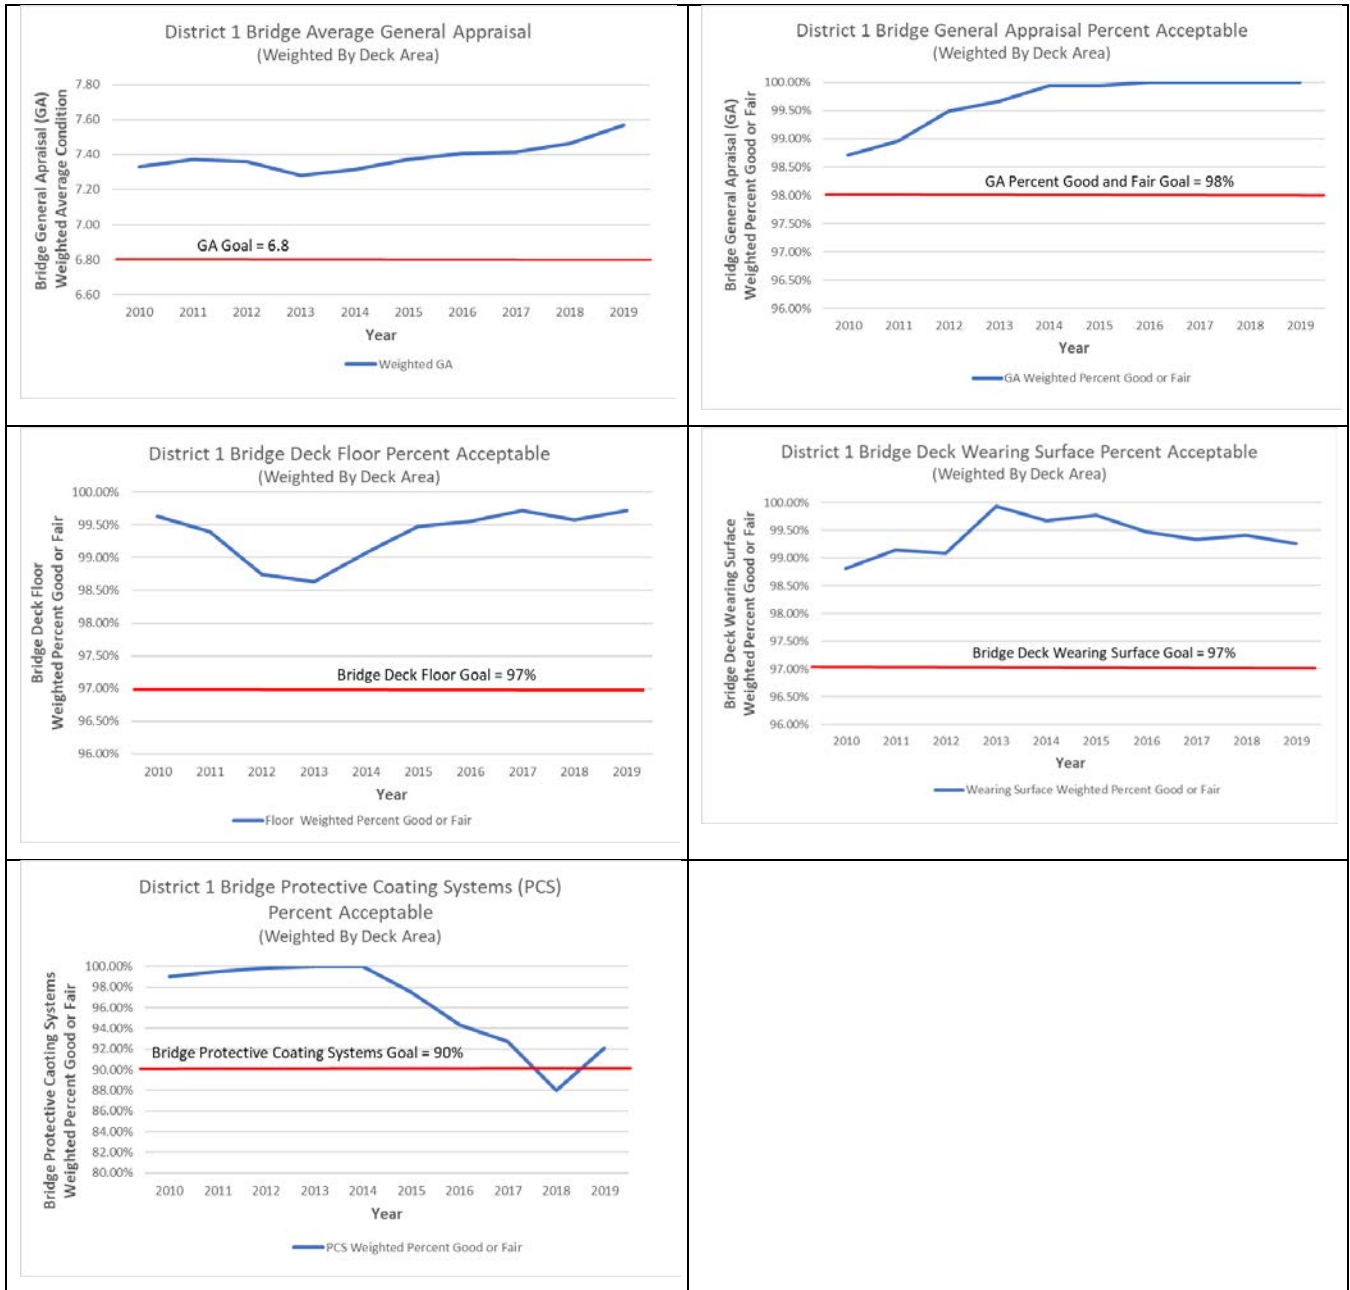 District 1 Bridge Average General Appraisal
(Weighted By Deck Area)
Bridge General Apraisal (GA)
Weighted Average Condition
7.80
7.60
7.40
7.20
7.00
6.80
6.60
GA Goal = 6.8
2010 2011 2012 2013 2014 2015 2016 2017 2018 2019
Year
Weighted GA
District 1 Bridge General Appraisal Percent Acceptable
(Weighted By Deck Area)
Bridge General Apraisal (GA)
Weighted Percent Good or Fair
100.00%
99.50%
99.00%
98.50%
98.00%
97.50%
97.00%
96.50%
96.00%
GA Percent Good and Fair Goal = 98%
2010 2011 2012 2013 2014 2015 2016 2017 2018 2019
Year
GA Weighted Percent Good or Fair
District 1 Bridge Deck Floor Percent Acceptable
(Weighted By Deck Area)
Bridge Deck Floor
Weighted Percent Good or Fair
100.00%
99.50%
99.00%
98.50%
98.00%
97.50%
97.00%
96.50%
96.00%
Bridge Deck Floor Goal = 97%
2010 2011 2012 2013 2014 2015 2016 2017 2018 2019
Year
Floor Weighted Percent Good or Fair
District 1 Bridge Deck Wearing Surface Percent Acceptable
(Weighted By Deck Area)
Bridge Deck Wearing Surface
Weighted Percent Good or Fair
100.00%
99.50%
99.00%
98.50%
98.00%
97.50%
97.00%
96.50%
96.00%
Bridge Deck Wearing Surface Goal = 97%
2010 2011 2012 2013 2014 2015 2016 2017 2018 2019
Year
Wearing Surface Weighted Percent Good or Fair
District 1 Bridge Protective Coating Systems (PCS)
Percent Acceptable
(Weighted By Deck Area)
Bridge Protective Caoting Systems
Weighted Percent Good or Fair
100.00%
98.00%
96.00%
94.00%
92.00%
90.00%
88.00%
86.00%
84.00%
82.00%
80.00%
Bridge Protective Coating Systems Goal = 90%
2010 2011 2012 2013 2014 2015 2016 2017 2018 2019
Year
PCS Weighted Percent Good or Fair